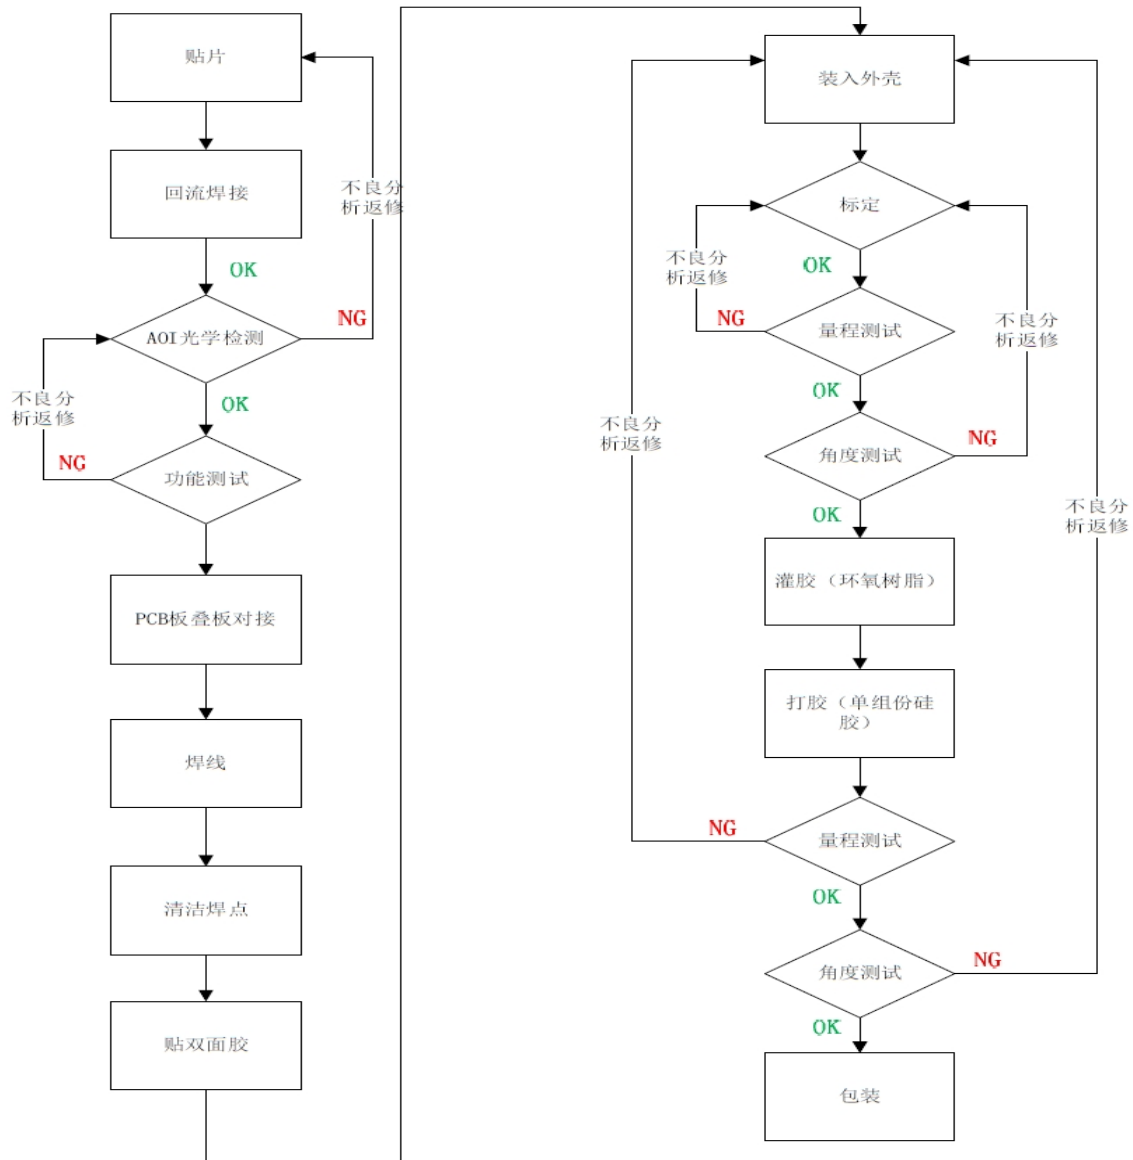 贴片
回流焊接
不良分
析返修
OK
AOI光学检测
NG
不良分
析返修
OK
NG
功能测试
PCB板叠板对接
焊线
清洁焊点
贴双面胶
装入外壳
标定
不良分
析返修
OK
NG
量程测试
不良分
析返修
OK
角度测试
NG
不良分
析返修
OK
不良分
析返修
灌胶（环氧树脂）
打胶（单组份硅
胶）
NG
量程测试
OK
角度测试
NG
OK
包装